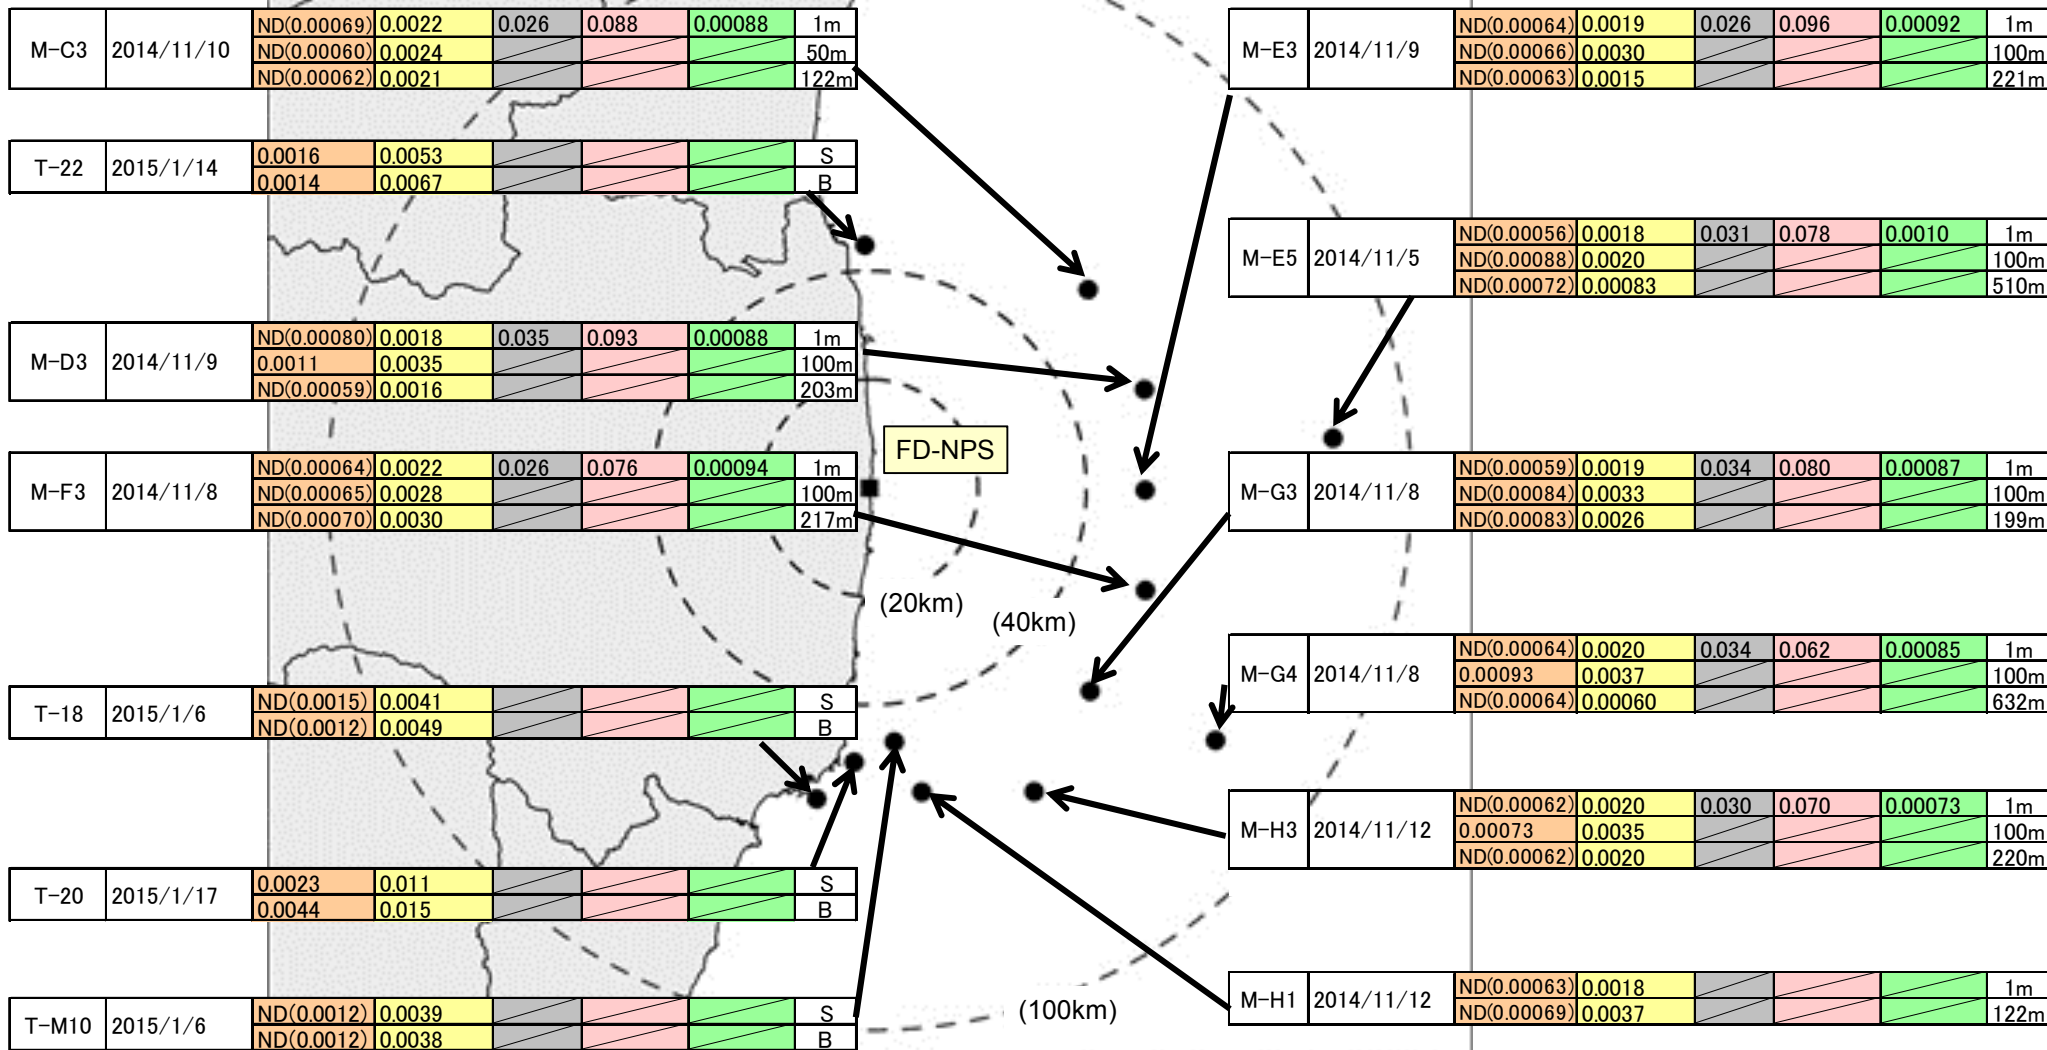 M-C3 2014/11/10 ND(0.00069) 0.0022 0.026 0.088 0.00088 1m
ND(0.00060) 0.0024 50m
ND(0.00062) 0.0021 122m
T-22 2015/1/14 0.0016 0.0053 S
0.0014 0.0067 B
M-D3 2014/11/9 ND(0.00080) 0.0018 0.035 0.093 0.00088 1m
0.0011 0.0035 100m
ND(0.00059) 0.0016 203m
M-F3 2014/11/8 ND(0.00064) 0.0022 0.026 0.076 0.00094 1m
ND(0.00065) 0.0028 100m
ND(0.00070) 0.0030 217m
T-18 2015/1/6 ND(0.0015) 0.0041 S
ND(0.0012) 0.0049 B
T-20 2015/1/17 0.0023 0.011 S
0.0044 0.015 B
T-M10 2015/1/6 ND(0.0012) 0.0039 S
ND(0.0012) 0.0038 B
FD-NPS
(20km)
(40km)
(100km)
M-E3 2014/11/9 ND(0.00064) 0.0019 0.026 0.096 0.00092 1m
ND(0.00066) 0.0030 100m
ND(0.00063) 0.0015 221m
M-E5 2014/11/5 ND(0.00056) 0.0018 0.031 0.078 0.0010 1m
ND(0.00088) 0.0020 100m
ND(0.00072) 0.00083 510m
M-G3 2014/11/8 ND(0.00059) 0.0019 0.034 0.080 0.00087 1m
ND(0.00084) 0.0033 100m
ND(0.00083) 0.0026 199m
M-G4 2014/11/8 ND(0.00064) 0.0020 0.034 0.062 0.00085 1m
0.00093 0.0037 100m
ND(0.00064) 0.00060 632m
M-H3 2014/11/12 ND(0.00062) 0.0020 0.030 0.070 0.00073 1m
0.00073 0.0035 100m
ND(0.00062) 0.0020 220m
M-H1 2014/11/12 ND(0.00063) 0.0018 1m
ND(0.00069) 0.0037 122m